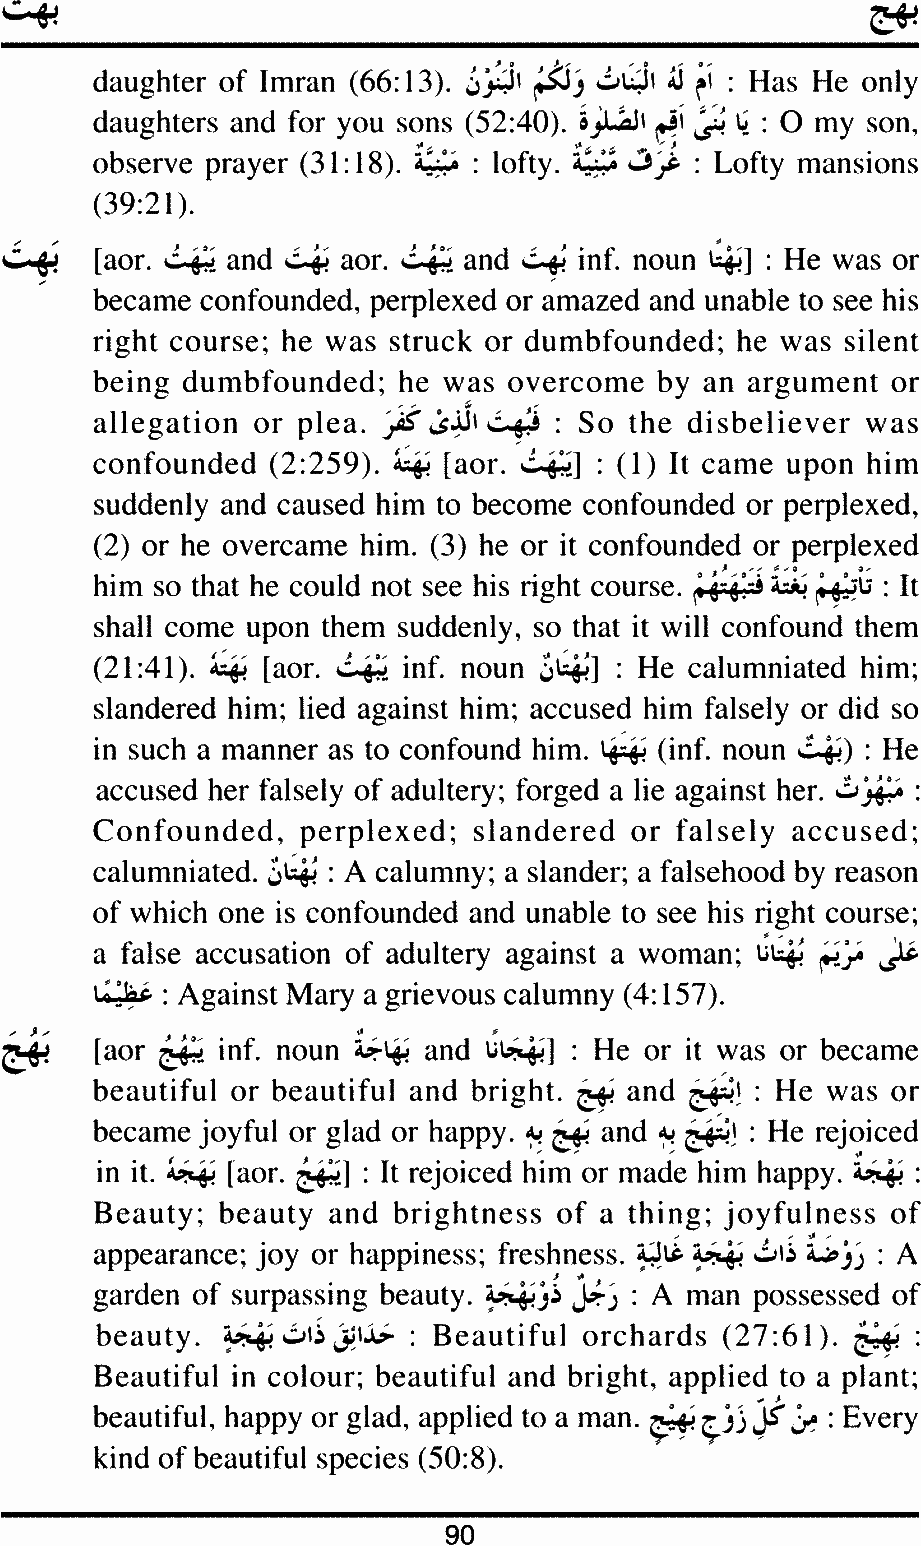 بهت بهج
daughter of Imran (66:13). اَمْ لَهُ الْبَنَاتُ وَلَكُمُ الْبَنُوْنَ : Has He only
daughters and for you sons (52:40). يَا بُنَىَّ اَقِمِ الصَّلٰوةَ : O my son,
observe prayer (31:18). مَبْنِيَّةٌ : lofty. غُرَفٌ مَبْنِيَّةٌ : Lofty mansions
(39:21).
بَهِتَ [aor. يَبْهَتُ and بَهُتَ aor. يَبْهُتُ and بُهِتَ inf. noun بَهْتًا] : He was or
became confounded, perplexed or amazed and unable to see his
right course; he was struck or dumbfounded; he was silent
being dumbfounded; he was overcome by an argument or
allegation or plea. فَبُهِتَ الَّذِىْ كَفَرَ : So the disbeliever was
confounded (2:259). بَهَتَهُ [aor. يَبْهَتُ] : (1) It came upon him
suddenly and caused him to become confounded or perplexed,
(2) or he overcame him. (3) he or it confounded or perplexed
him so that he could not see his right course. تَأْتِيْهِمْ بَغْتَةً فَتَبْهَتُهُمْ : It
shall come upon them suddenly, so that it will confound them
(21:41). بَهَتَهُ [aor. يَبْهَتُ inf. noun بُهْتَانٌ] : He calumniated him;
slandered him; lied against him; accused him falsely or did so
in such a manner as to confound him. بَهَتَهَا (inf. noun بَهْتٌ) : He
accused her falsely of adultery; forged a lie against her. مَبْهُوْتٌ :
Confounded, perplexed; slandered or falsely accused;
calumniated. بُهْتَانٌ : A calumny; a slander; a falsehood by reason
of which one is confounded and unable to see his right course;
a false accusation of adultery against a woman; عَلٰى مَرْيَمَ بُهْتَانًا
عَظِيْمًا : Against Mary a grievous calumny (4:157).
بَهُجَ [aor يَبْهُجُ inf. noun بَهَاجَةٌ and بَهْجَانًا] : He or it was or became
beautiful or beautiful and bright. بَهِجَ and اِبْتَهَجَ : He was or
became joyful or glad or happy. بَهِجَ بِهِ and اِبْتَهَجَ بِهِ : He rejoiced
in it. بَهَجَهُ [aor. يَبْهَجُ] : It rejoiced him or made him happy. بَهْجَةٌ :
Beauty; beauty and brightness of a thing; joyfulness of
appearance; joy or happiness; freshness. رَوْضَةٌ ذَاتُ بَهْجَةٍ غَالِبَةٍ : A
garden of surpassing beauty. رَجُلٌ ذُوْبَهْجَةٍ : A man possessed of
beauty. حَدَائِقَ ذَاتَ بَهْجَةٍ : Beautiful orchards (27:61). بَهِيْجٌ :
Beautiful in colour; beautiful and bright, applied to a plant;
beautiful, happy or glad, applied to a man. مِنْ كُلِّ زَوْجٍ بَهِيْجٍ : Every
kind of beautiful species (50:8).
90